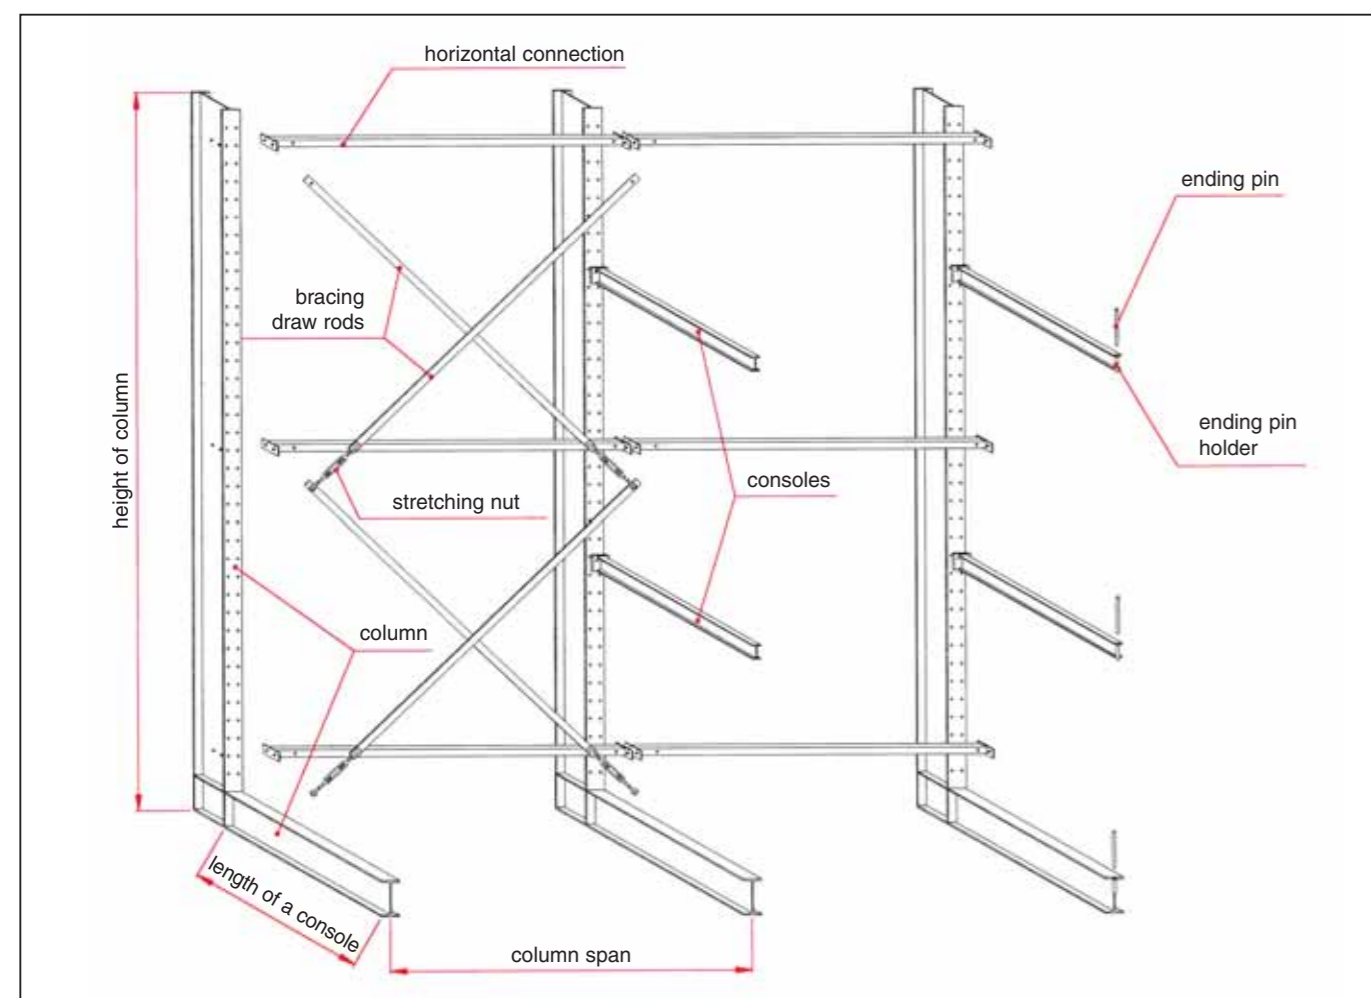 horizontal connection
ending pin
bracing
draw rods
height of column
ending pin
holder
consoles
stretching nut
column
length of a console
column span